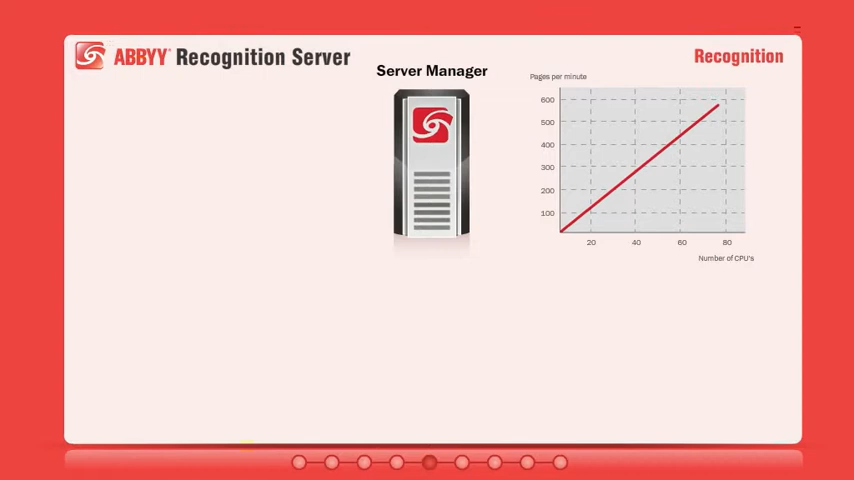 ABBYY® Recognition Server
Recognition
Server Manager
Pages per minute
600
500
400
300
200
100
20 40 60 80
Number of CPU's